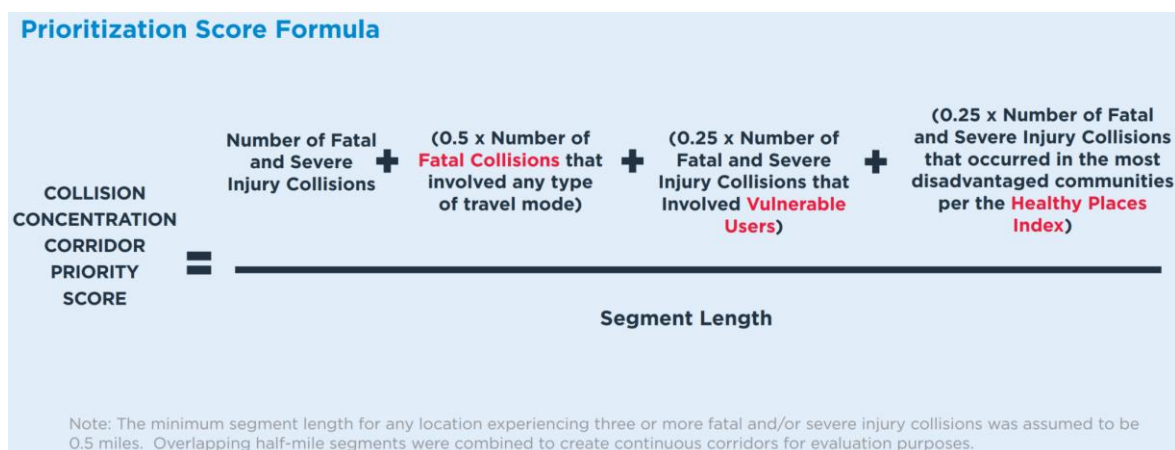 Prioritization Score Formula
COLLISION
CONCENTRATION
CORRIDOR
PRIORITY
SCORE
=
Number of Fatal
and Severe
Injury Collisions
+
(0.5 x Number of
Fatal Collisions that
involved any type
of travel mode)
+
(0.25 x Number of
Fatal and Severe
Injury Collisions that
Involved Vulnerable
Users)
+
(0.25 x Number of Fatal
and Severe Injury Collisions
that occurred in the most
disadvantaged communities
per the Healthy Places
Index)
Segment Length
Note: The minimum segment length for any location experiencing three or more fatal and/or severe injury collisions was assumed to be
0.5 miles. Overlapping half-mile segments were combined to create continuous corridors for evaluation purposes.